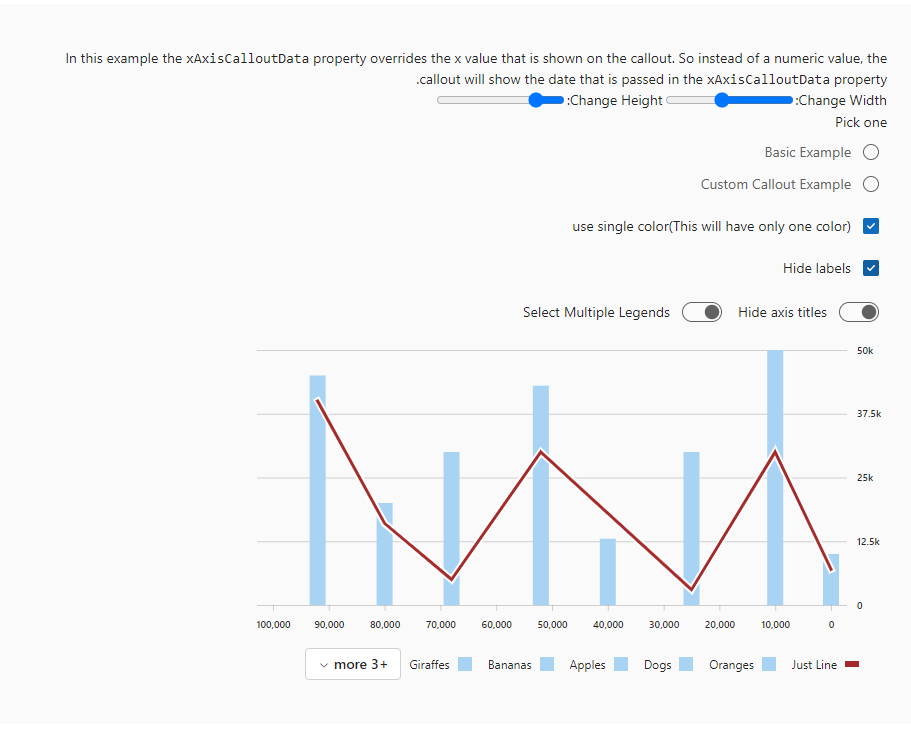 In this example the xAxisCalloutData property overrides the x value that is shown on the callout. So instead of a numeric value, the
.callout will show the date that is passed in the xAxisCalloutData property
:Change Height :Change Width
Pick one
Basic Example
Custom Callout Example
use single color(This will have only one color)
Hide labels
Select Multiple Legends Hide axis titles
50k
37.5k
25k
12.5k
0
100,000 90,000 80,000 70,000 60,000 50,000 40,000 30,000 20,000 10,000 0
more 3+ Giraffes Bananas Apples Dogs Oranges Just Line